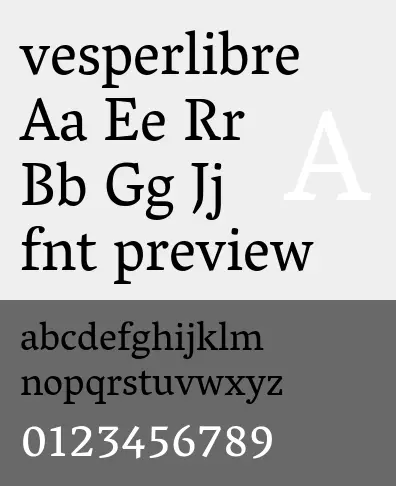 vesperlibre
Aa Ee Rr
A
Bb Gg Jj
fnt preview
abcdefghijklm
nopqrstuvwxyz
0123456789